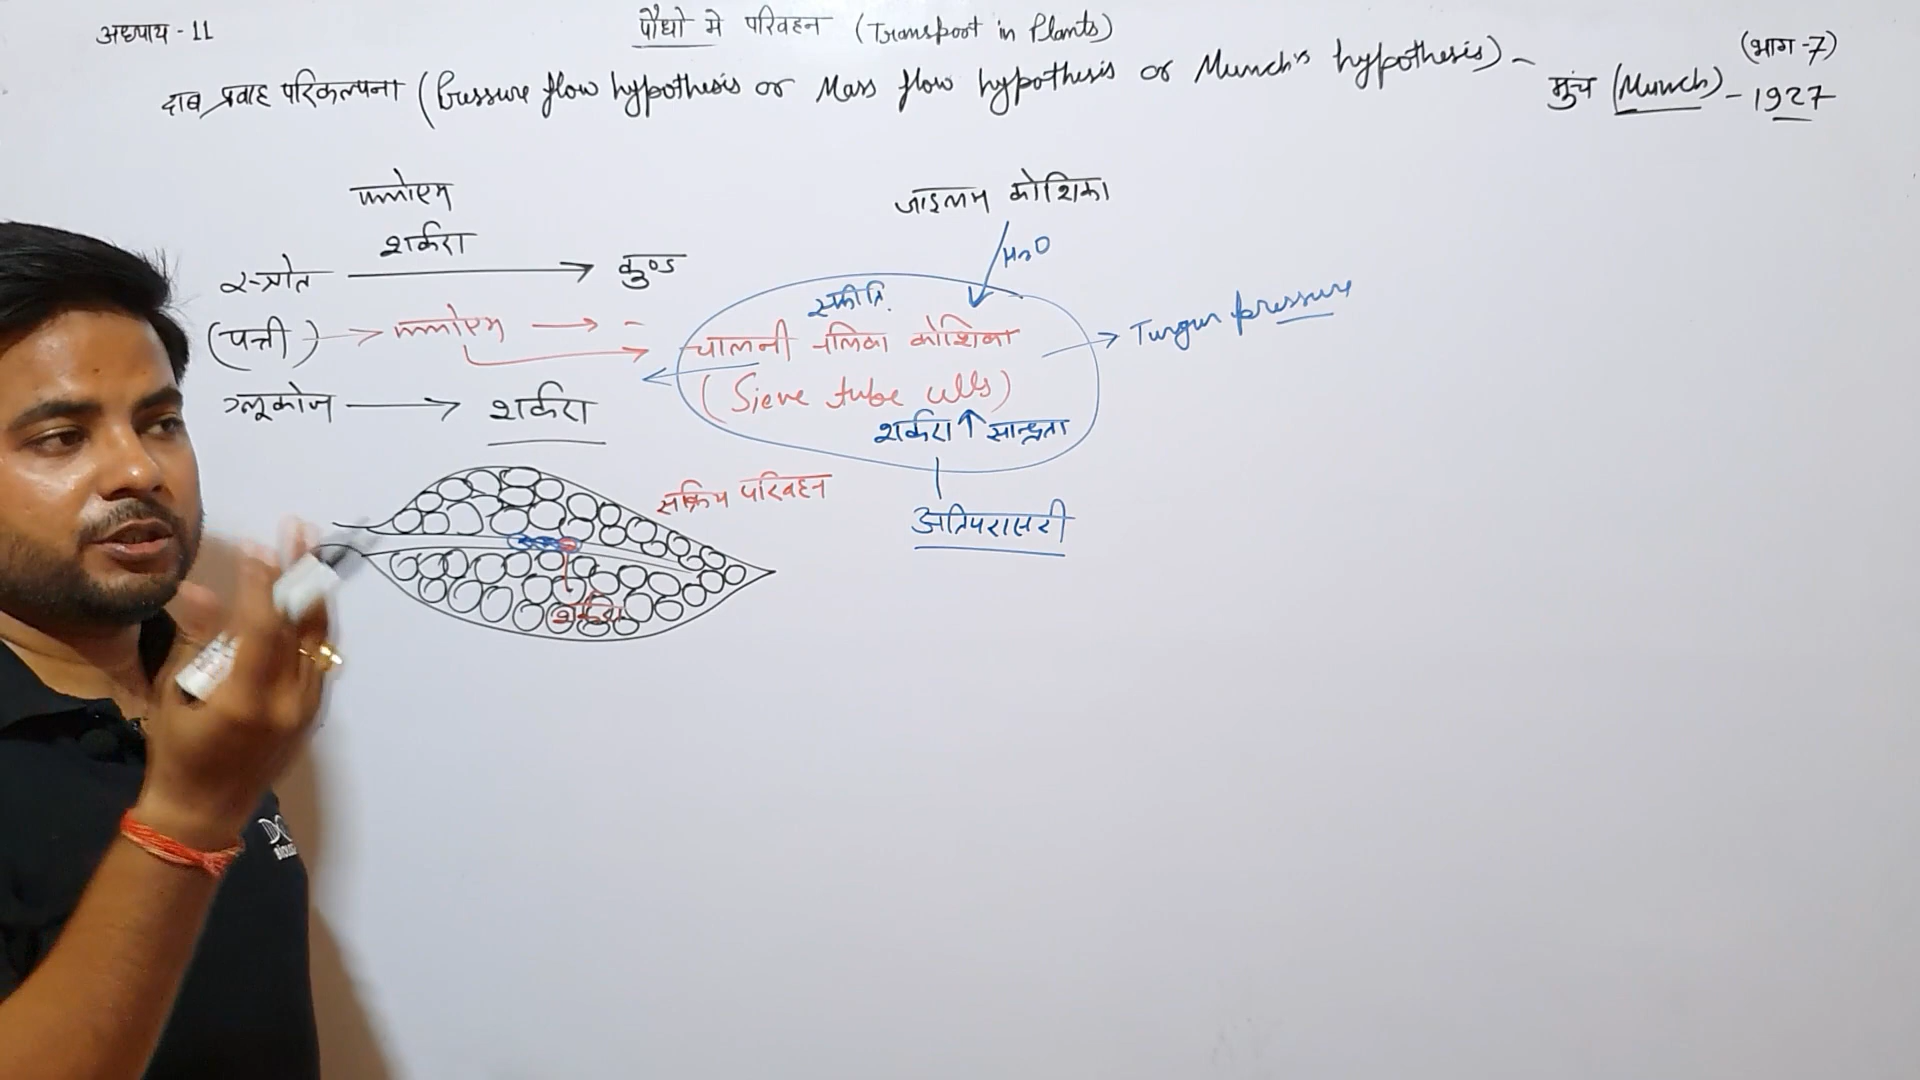 अध्याय - 11
पौधो मे परिवहन (Transport in Plants)
(भाग -7)
दाब प्रवाह परिकल्पना (Pressure flow hypothesis or Mass flow hypothesis or Munch's hypothesis) - मुंच (Munch) - 1927
फ्लोएम
शर्करा
स्त्रोत → कुण्ड
(पत्ती) → फ्लोएम → -
ग्लूकोज → शर्करा
जाइलम कोशिका
H₂O
स्फीति
चालनी नलिका कोशिका
(Sieve tube cells)
शर्करा ↑ सान्द्रता
→ Turgur pressure
अतिपरासरी
सक्रिय परिवहन
शर्करा